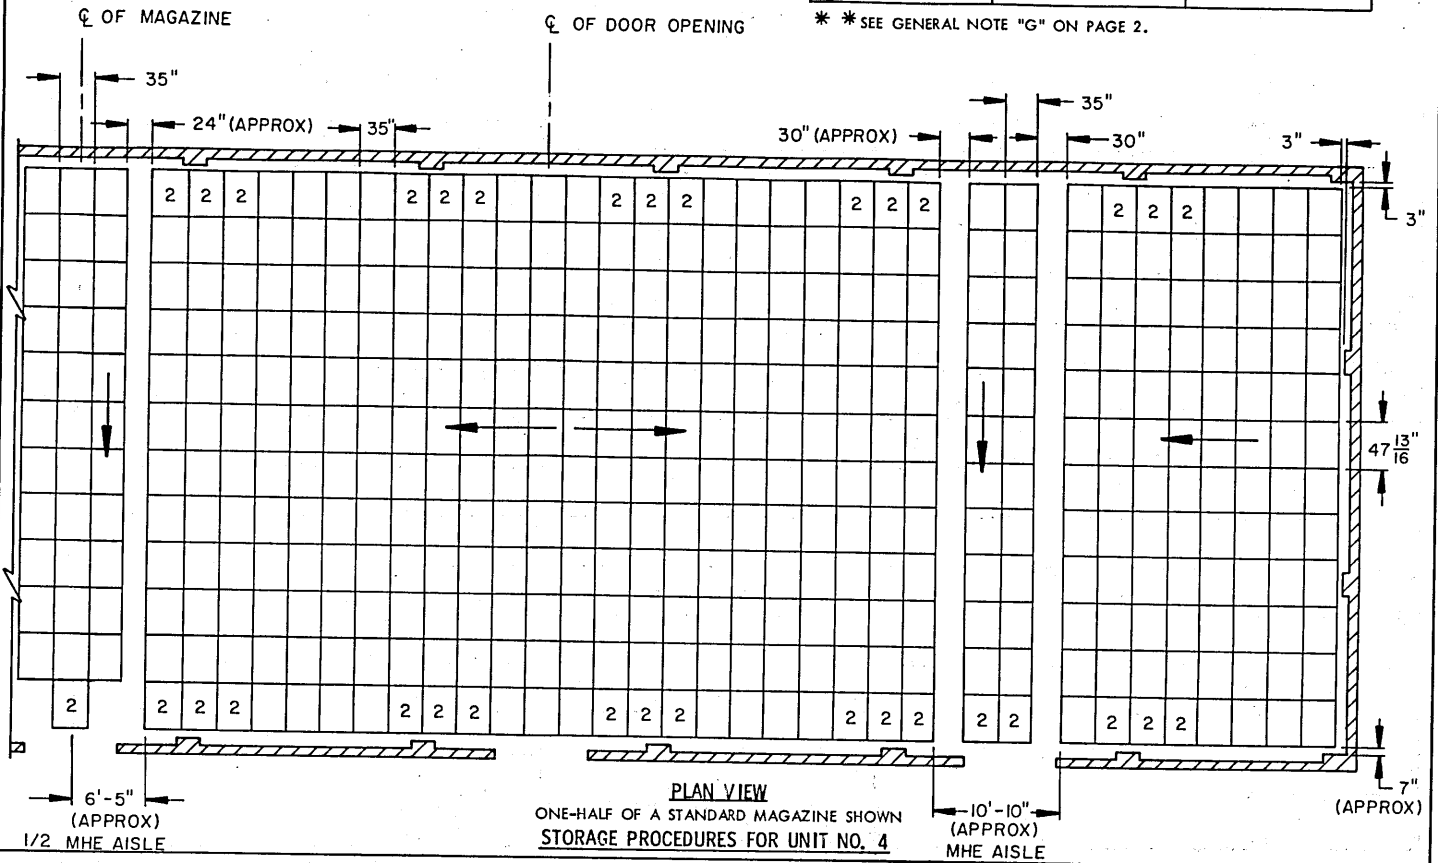 ℄ OF MAGAZINE
℄ OF DOOR OPENING
* * SEE GENERAL NOTE "G" ON PAGE 2.
35"
35"
24" (APPROX)
35"
30" (APPROX)
30"
3"
3"
2 2 2 2 2 2 2 2 2 2 2 2 2 2 2
47 13/16"
2
2 2 2 2 2 2 2 2 2 2 2 2 2 2 2 2 2
6'-5"
(APPROX)
1/2 MHE AISLE
PLAN VIEW
ONE-HALF OF A STANDARD MAGAZINE SHOWN
STORAGE PROCEDURES FOR UNIT NO. 4
10'-10"
(APPROX)
MHE AISLE
7"
(APPROX)